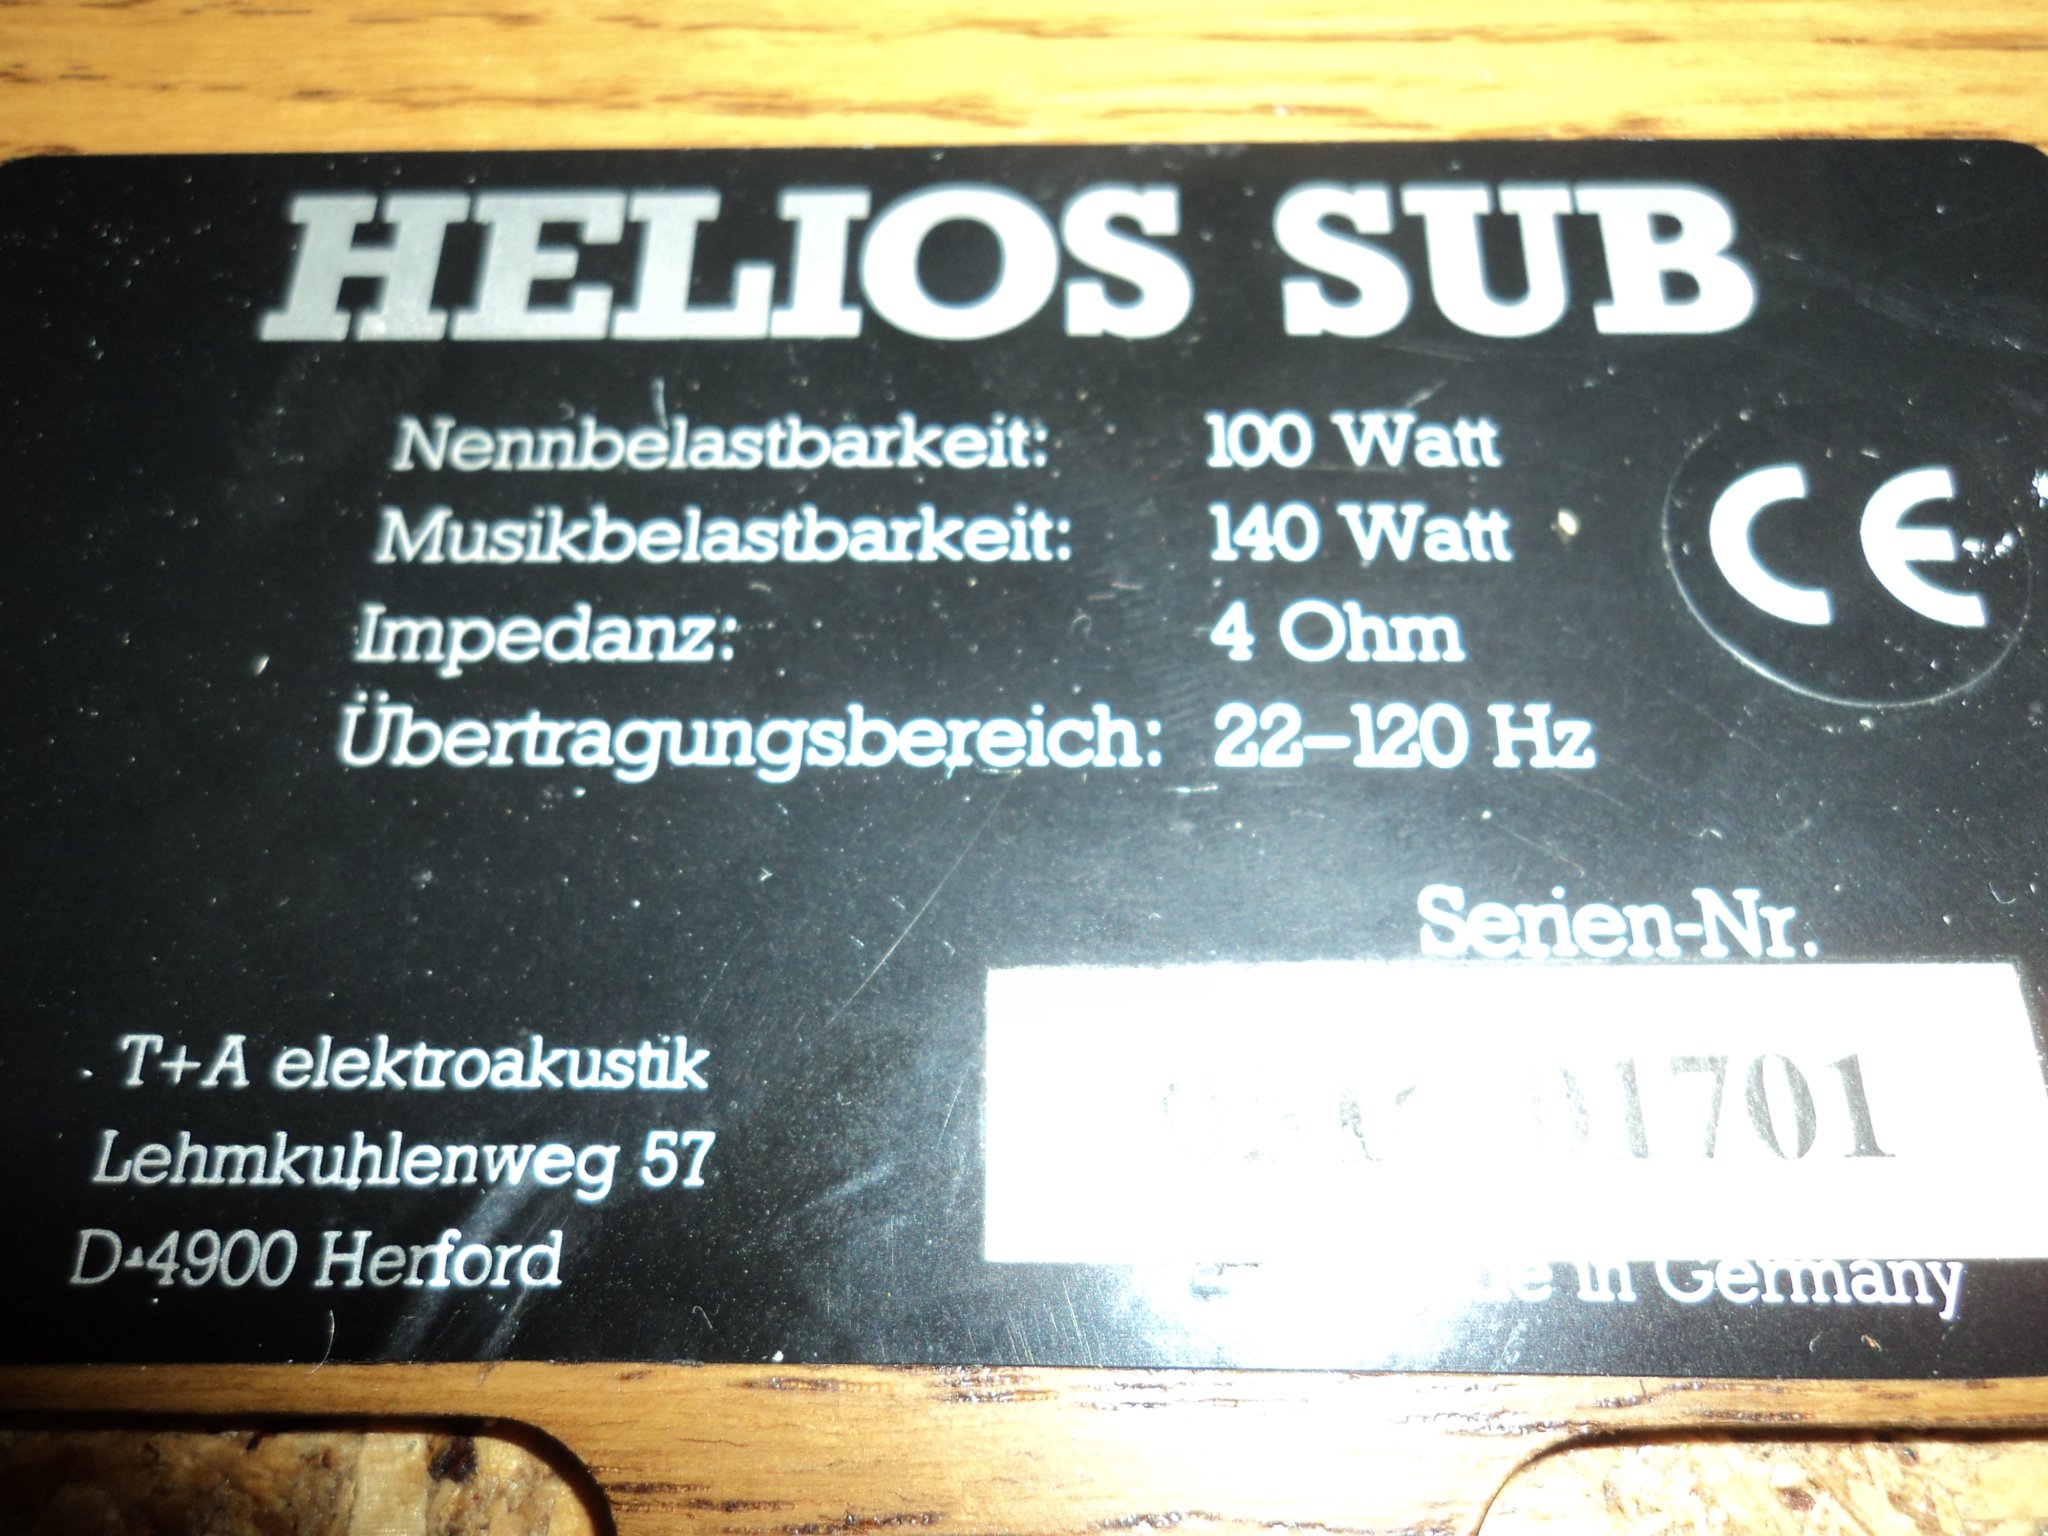 HELIOS SUB
Nennbelastbarkeit: 100 Watt
Musikbelastbarkeit: 140 Watt
Impedanz: 4 Ohm
Übertragungsbereich: 22-120 Hz
CE
Serien-Nr.
T+A elektroakustik
Lehmkuhlenweg 57
D-4900 Herford
in Germany